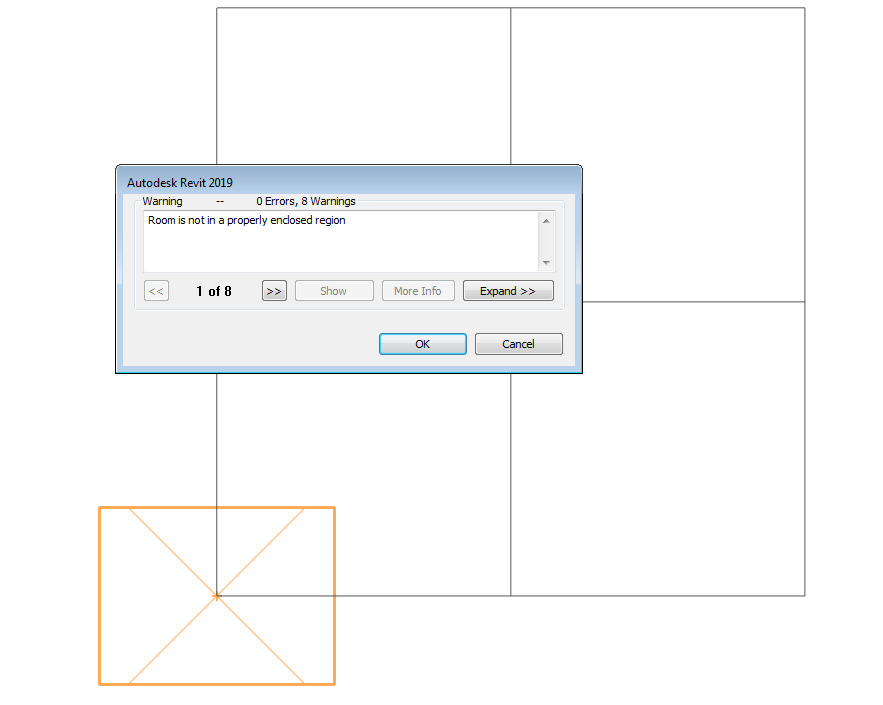 Autodesk Revit 2019
Warning -- 0 Errors, 8 Warnings
Room is not in a properly enclosed region
<< 1 of 8 >> Show More Info Expand >>
OK Cancel